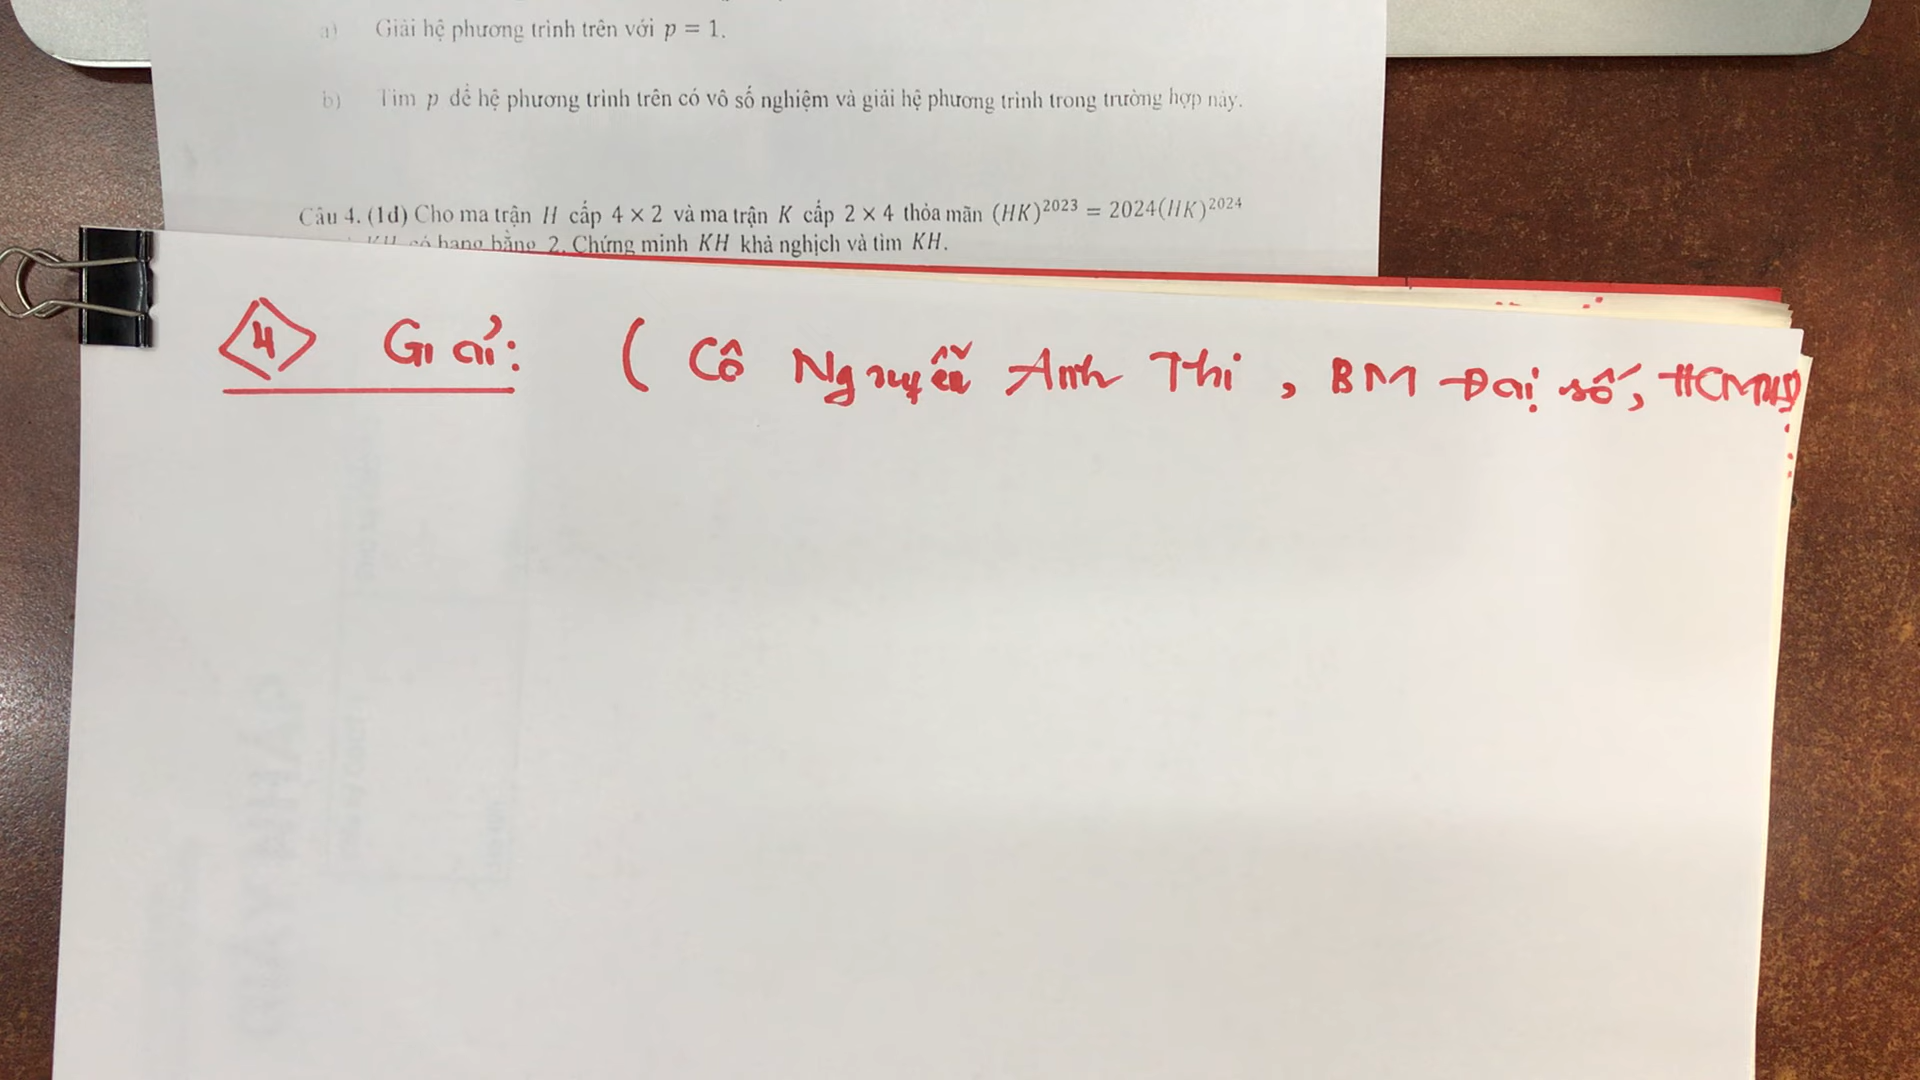 a) Giải hệ phương trình trên với p = 1.
b) Tìm p để hệ phương trình trên có vô số nghiệm và giải hệ phương trình trong trường hợp này.
Câu 4. (1đ) Cho ma trận H cấp 4 × 2 và ma trận K cấp 2 × 4 thỏa mãn (HK)²⁰²³ = 2024(HK)²⁰²⁴
KH có hạng bằng 2. Chứng minh KH khả nghịch và tìm KH.
4 Giải: ( Cô Nguyễn Anh Thi, BM Đại số,